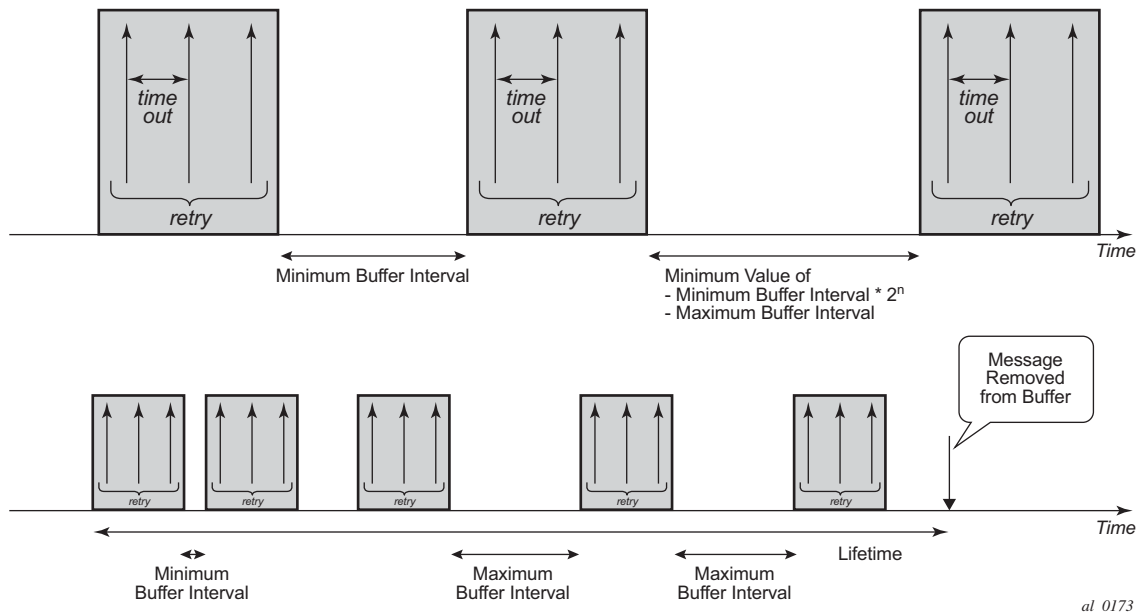 time
out
retry
time
out
retry
time
out
retry
Time
Minimum Buffer Interval
Minimum Value of
- Minimum Buffer Interval * 2ⁿ
- Maximum Buffer Interval
Message
Removed
from Buffer
retry
retry
retry
retry
retry
Time
Lifetime
Minimum
Buffer Interval
Maximum
Buffer Interval
Maximum
Buffer Interval
al_0173